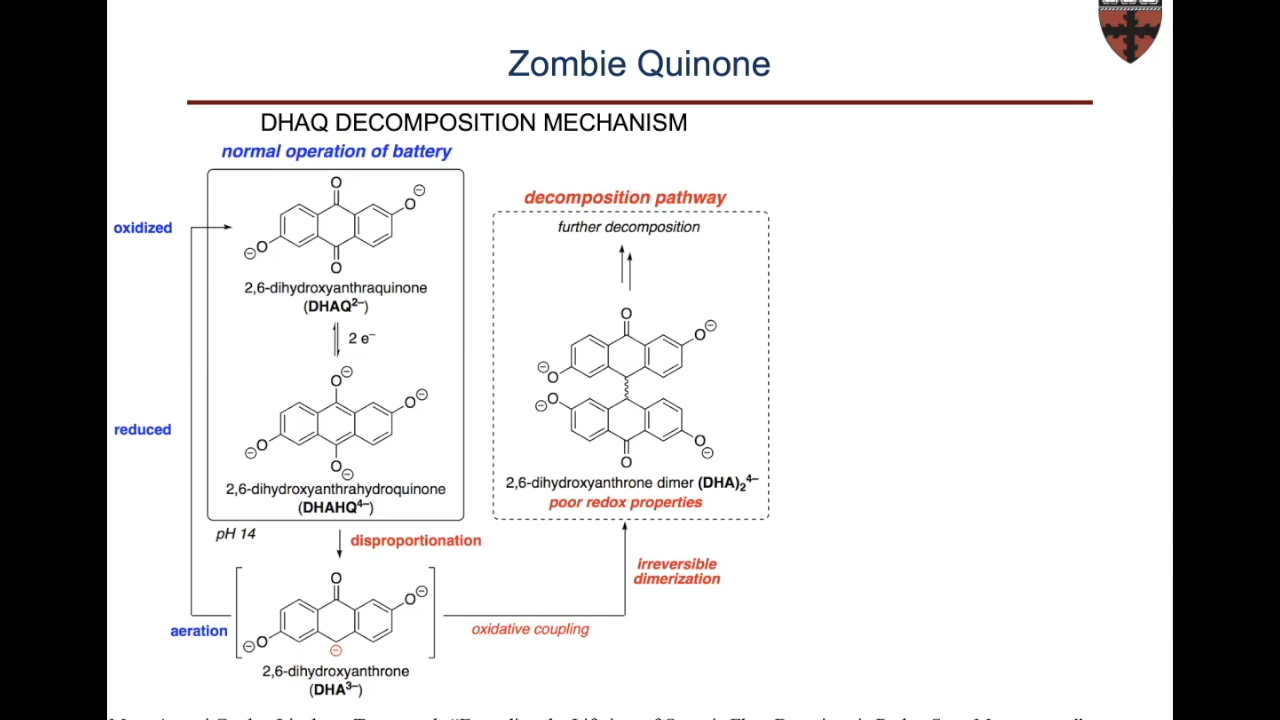 Zombie Quinone
DHAQ DECOMPOSITION MECHANISM
normal operation of battery
oxidized
O
O⊖
⊖O
O
2,6-dihydroxyanthraquinone
(DHAQ²⁻)
2 e⁻
reduced
O⊖
O⊖
⊖O
O⊖
2,6-dihydroxyanthrahydroquinone
(DHAHQ⁴⁻)
pH 14
disproportionation
aeration
O
O⊖
⊖O
⊖
2,6-dihydroxyanthrone
(DHA³⁻)
oxidative coupling
irreversible
dimerization
decomposition pathway
further decomposition
O
O⊖
⊖O
⊖O
O⊖
O
2,6-dihydroxyanthrone dimer (DHA)₂⁴⁻
poor redox properties